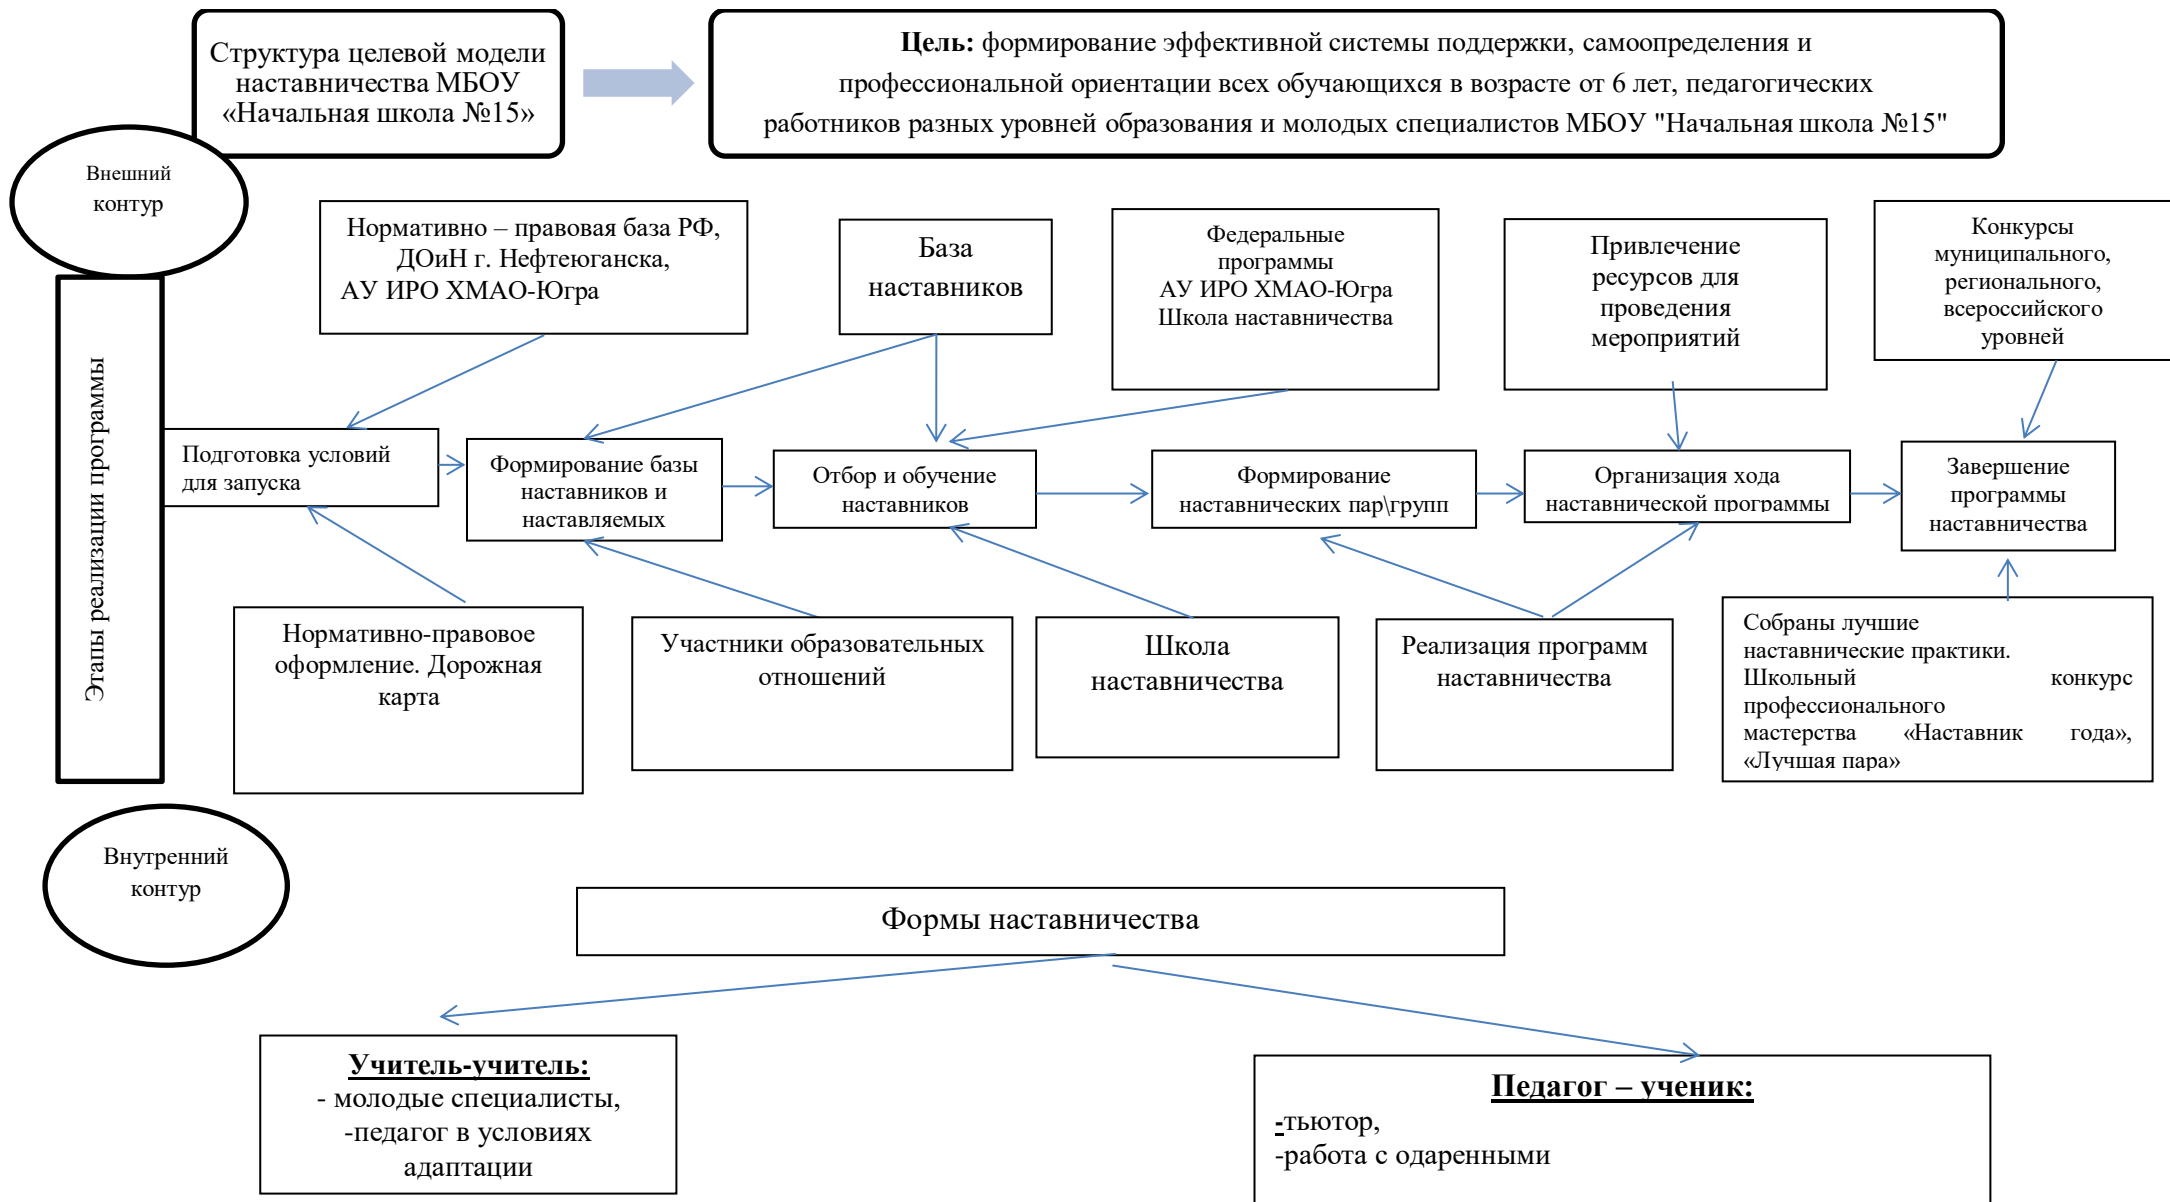 Структура целевой модели
наставничества МБОУ
«Начальная школа №15»
Цель: формирование эффективной системы поддержки, самоопределения и
профессиональной ориентации всех обучающихся в возрасте от 6 лет, педагогических
работников разных уровней образования и молодых специалистов МБОУ "Начальная школа №15"
Внешний
контур
Нормативно – правовая база РФ,
ДОиН г. Нефтеюганска,
АУ ИРО ХМАО-Югра
База
наставников
Федеральные
программы
АУ ИРО ХМАО-Югра
Школа наставничества
Привлечение
ресурсов для
проведения
мероприятий
Конкурсы
муниципального,
регионального,
всероссийского
уровней
Этапы реализации программы
Подготовка условий
для запуска
Формирование базы
наставников и
наставляемых
Отбор и обучение
наставников
Формирование
наставнических пар\групп
Организация хода
наставнической программы
Завершение
программы
наставничества
Нормативно-правовое
оформление. Дорожная
карта
Участники образовательных
отношений
Школа
наставничества
Реализация программ
наставничества
Собраны лучшие
наставнические практики.
Школьный конкурс
профессионального
мастерства «Наставник года»,
«Лучшая пара»
Внутренний
контур
Формы наставничества
Учитель-учитель:
- молодые специалисты,
-педагог в условиях
адаптации
Педагог – ученик:
-тьютор,
-работа с одаренными